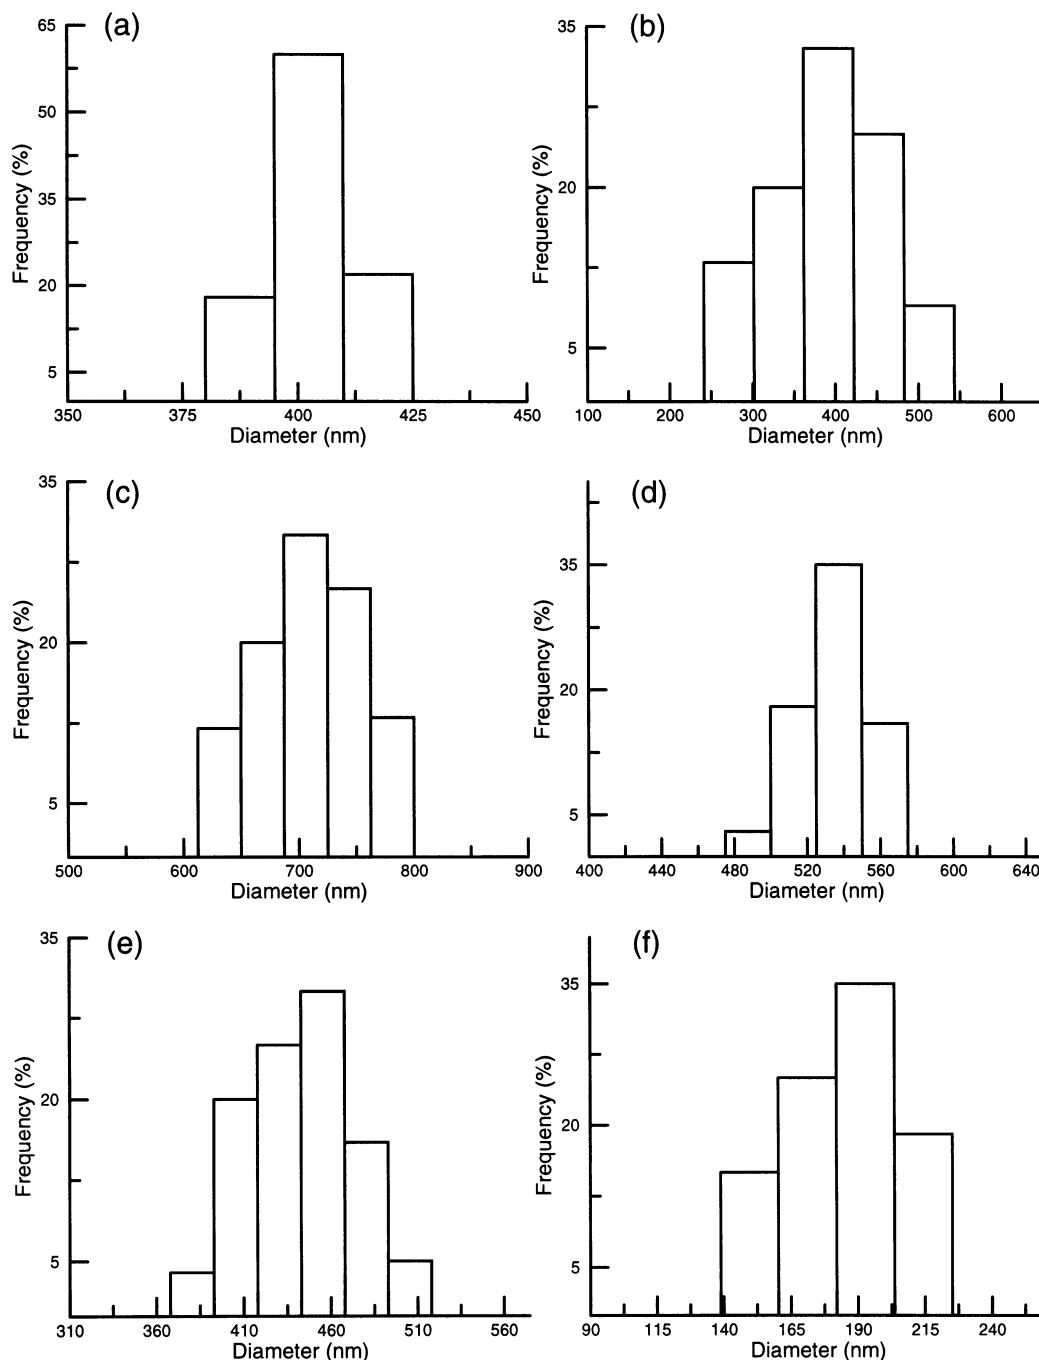 (a)
Frequency (%)
65
50
35
20
5
350 375 400 425 450
Diameter (nm)
(b)
Frequency (%)
35
20
5
100 200 300 400 500 600
Diameter (nm)
(c)
Frequency (%)
35
20
5
500 600 700 800 900
Diameter (nm)
(d)
Frequency (%)
35
20
5
400 440 480 520 560 600 640
Diameter (nm)
(e)
Frequency (%)
35
20
5
310 360 410 460 510 560
Diameter (nm)
(f)
Frequency (%)
35
20
5
90 115 140 165 190 215 240
Diameter (nm)